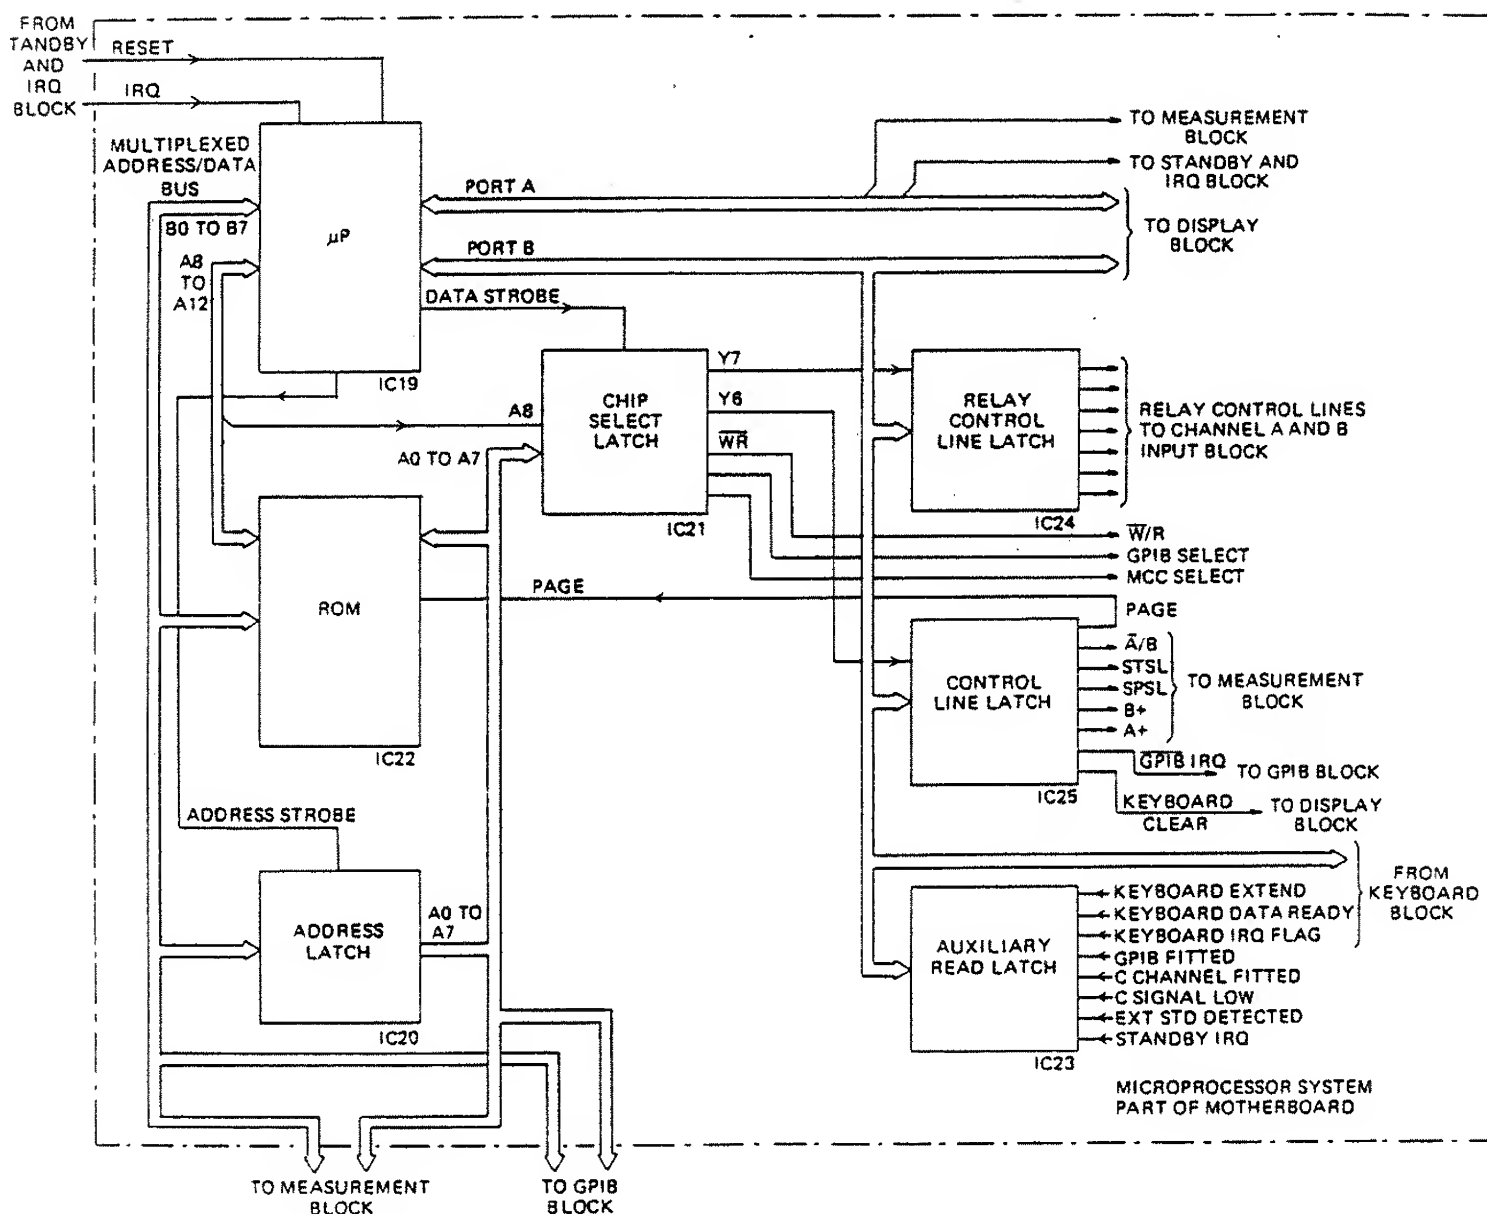 FROM
TANDBY
AND
IRQ
BLOCK
RESET
IRQ
MULTIPLEXED
ADDRESS/DATA
BUS
B0 TO B7
A8
TO
A12
μP
IC19
PORT A
PORT B
DATA STROBE
TO MEASUREMENT
BLOCK
TO STANDBY AND
IRQ BLOCK
TO DISPLAY
BLOCK
A8
A0 TO A7
CHIP
SELECT
LATCH
IC21
Y7
Y6
W̅R̅
RELAY
CONTROL
LINE LATCH
IC24
RELAY CONTROL LINES
TO CHANNEL A AND B
INPUT BLOCK
W̅/R
GPIB SELECT
MCC SELECT
ROM
IC22
PAGE
PAGE
CONTROL
LINE LATCH
IC25
A̅/B
STSL
SPSL
B+
A+
TO MEASUREMENT
BLOCK
G̅P̅I̅B̅ I̅R̅Q̅
TO GPIB BLOCK
KEYBOARD
CLEAR
TO DISPLAY
BLOCK
ADDRESS STROBE
ADDRESS
LATCH
IC20
A0 TO
A7
AUXILIARY
READ LATCH
IC23
KEYBOARD EXTEND
KEYBOARD DATA READY
KEYBOARD IRQ FLAG
GPIB FITTED
C CHANNEL FITTED
C SIGNAL LOW
EXT STD DETECTED
STANDBY IRQ
FROM
KEYBOARD
BLOCK
MICROPROCESSOR SYSTEM
PART OF MOTHERBOARD
TO MEASUREMENT
BLOCK
TO GPIB
BLOCK